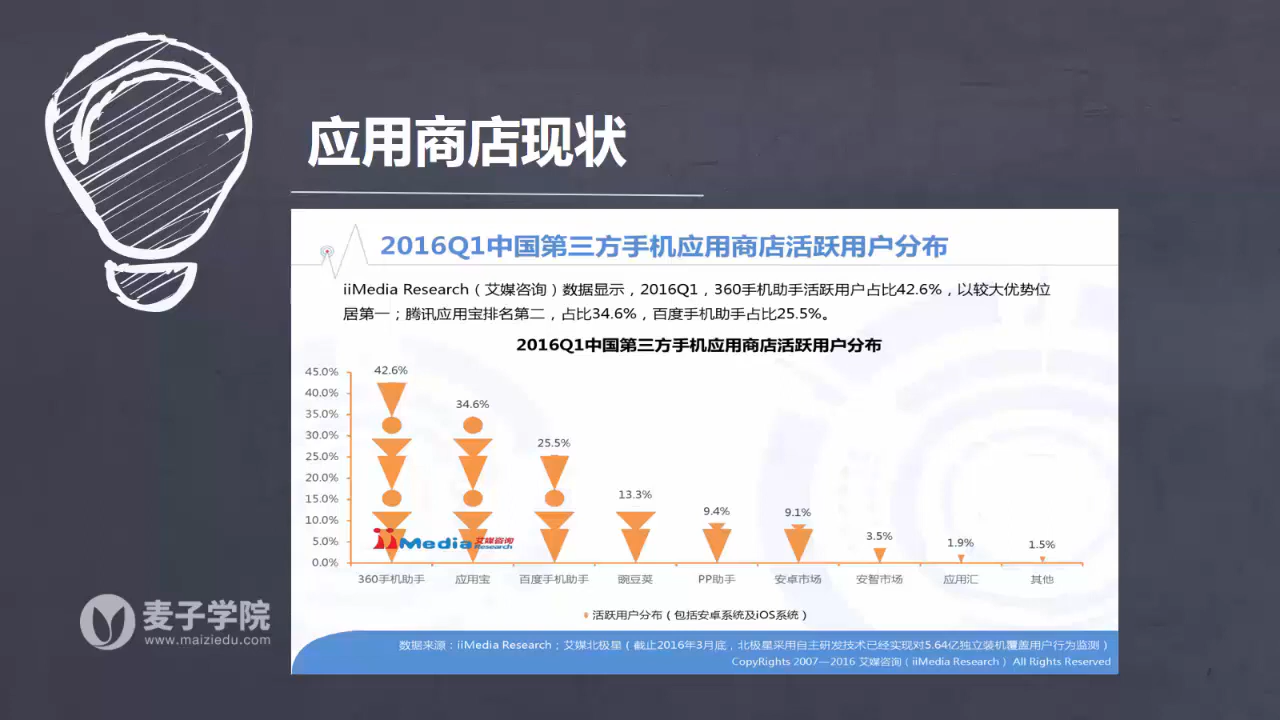 应用商店现状
2016Q1中国第三方手机应用商店活跃用户分布
iiMedia Research（艾媒咨询）数据显示，2016Q1，360手机助手活跃用户占比42.6%，以较大优势位
居第一；腾讯应用宝排名第二，占比34.6%，百度手机助手占比25.5%。
2016Q1中国第三方手机应用商店活跃用户分布
45.0%
40.0%
35.0%
30.0%
25.0%
20.0%
15.0%
10.0%
5.0%
0.0%
42.6%
34.6%
25.5%
13.3%
9.4%
9.1%
3.5%
1.9%
1.5%
iiMedia 艾媒咨询
Research
360手机助手 应用宝 百度手机助手 豌豆荚 PP助手 安卓市场 安智市场 应用汇 其他
活跃用户分布（包括安卓系统及iOS系统）
数据来源：iiMedia Research；艾媒北极星（截止2016年3月底，北极星采用自主研发技术已经实现对5.64亿独立装机覆盖用户行为监测）
CopyRights 2007—2016 艾媒咨询（iiMedia Research） All Rights Reserved
麦子学院
www.maiziedu.com